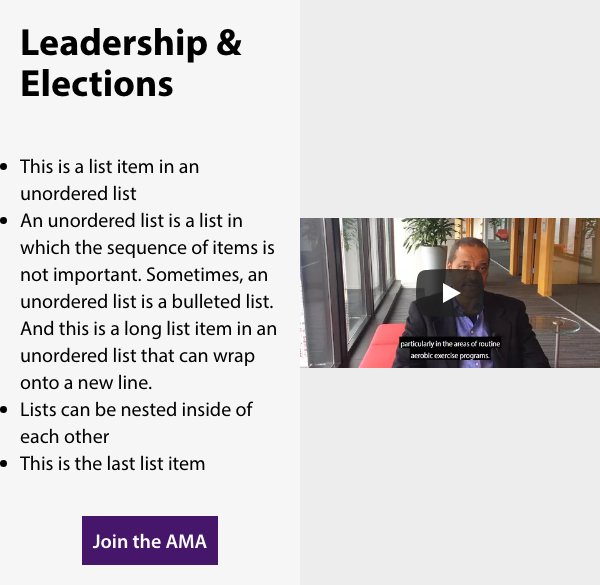 Leadership &
Elections
This is a list item in an
unordered list
An unordered list is a list in
which the sequence of items is
not important. Sometimes, an
unordered list is a bulleted list.
And this is a long list item in an
unordered list that can wrap
onto a new line.
Lists can be nested inside of
each other
This is the last list item
Join the AMA
particularly in the areas of routine
aerobic exercise programs.